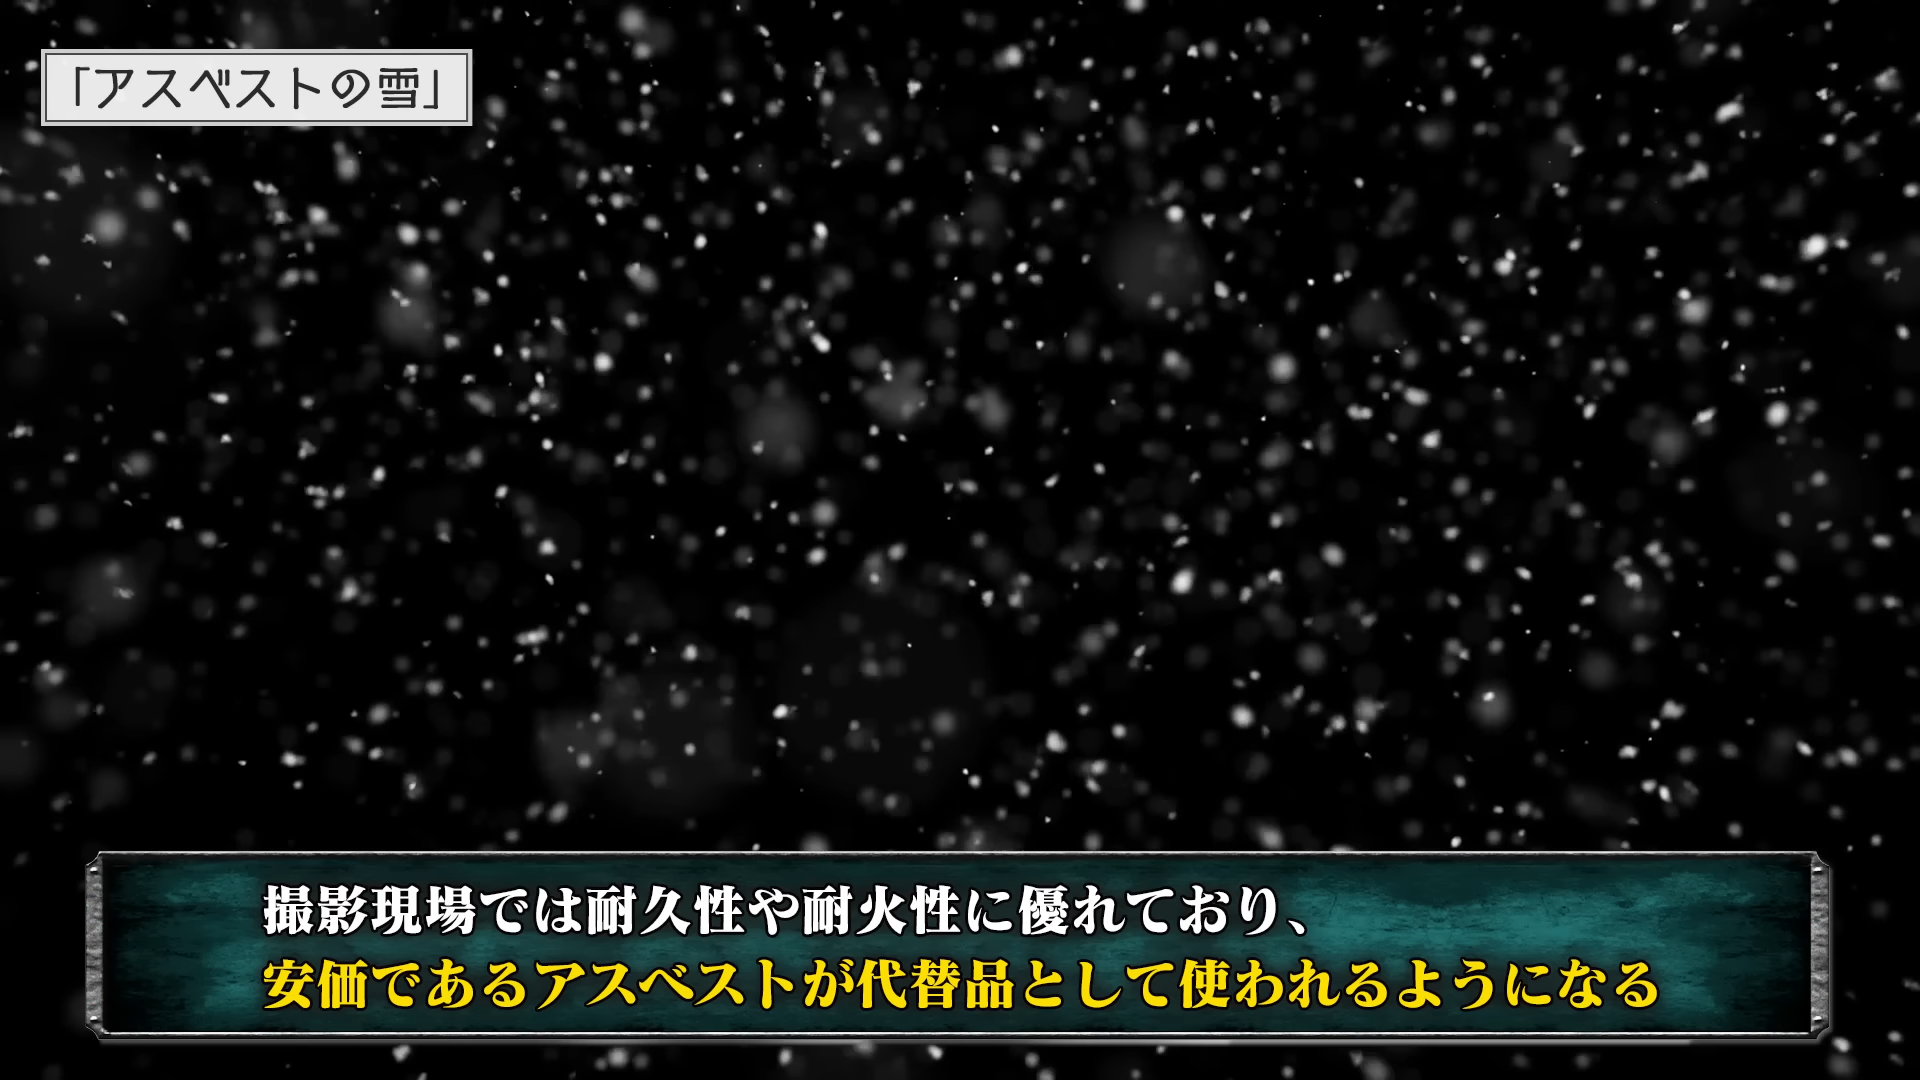 「アスベストの雪」
撮影現場では耐久性や耐火性に優れており、
安価であるアスベストが代替品として使われるようになる